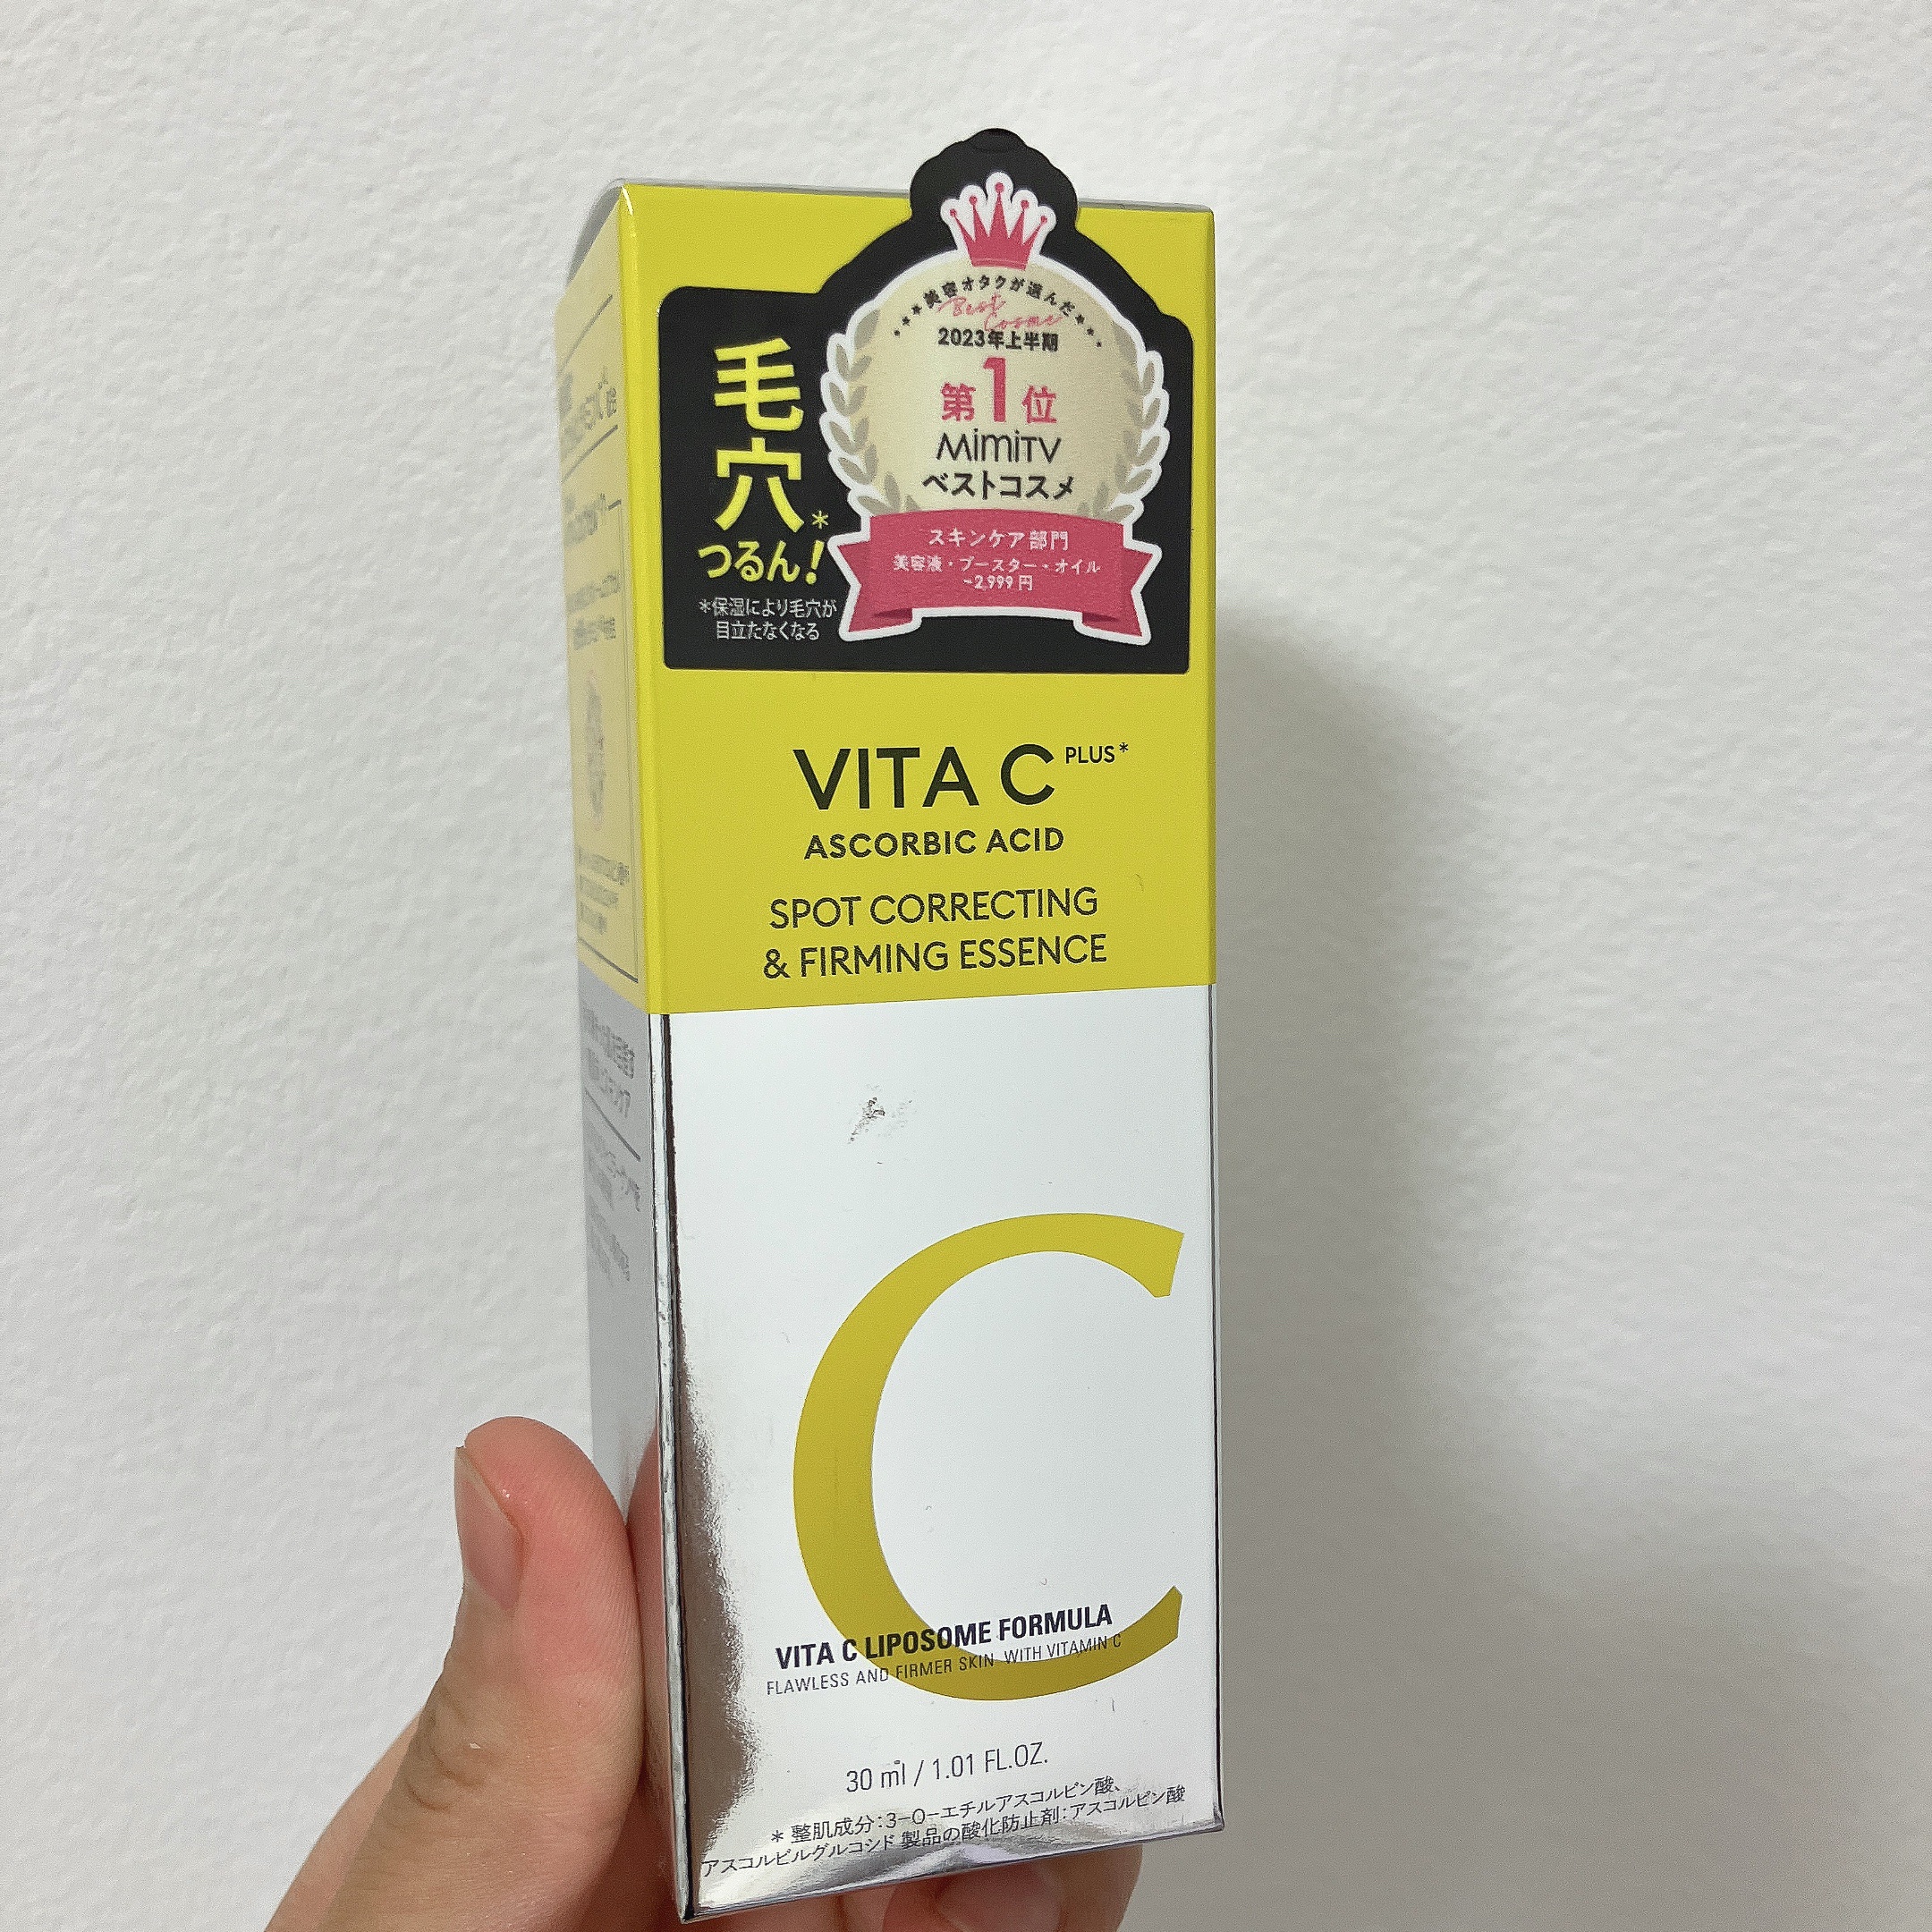 毛穴*
つるん!
*保湿により毛穴が
目立たなくなる
美容オタクが選んだ
Best
Cosme
2023年上半期
第1位
MimiTV
ベストコスメ
スキンケア部門
美容液・ブースター・オイル
~2,999円
VITA C PLUS*
ASCORBIC ACID
SPOT CORRECTING
& FIRMING ESSENCE
C
VITA C LIPOSOME FORMULA
FLAWLESS AND FIRMER SKIN WITH VITAMIN C
30 ml / 1.01 FL.OZ.
*整肌成分:3-O-エチルアスコルビン酸、
アスコルビルグルコシド 製品の酸化防止剤:アスコルビン酸